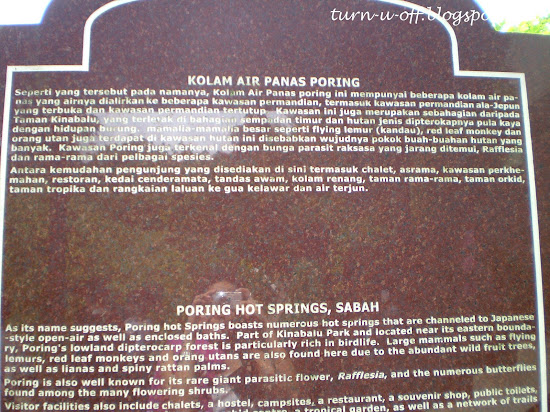 turn-u-off.blogspo
KOLAM AIR PANAS PORING
Seperti yang tersebut pada namanya, Kolam Air Panas poring ini mempunyai beberapa kolam air pa-
nas yang airnya dialirkan ke beberapa kawasan permandian, termasuk kawasan permandian ala-Jepun
yang terbuka dan kawasan permandian tertutup. Kawasan ini juga merupakan sebahagian daripada
Taman Kinabalu, yang terletak di bahagian sempadan timur dan hutan jenis dipterokapnya pula kaya
dengan hidupan burung. mamalia-mamalia besar seperti flying lemur (kandau), red leaf monkey dan
orang utan juga terdapat di kawasan hutan ini disebabkan wujudnya pokok buah-buahan hutan yang
banyak. Kawasan Poring juga terkenal dengan bunga parasit raksasa yang jarang ditemui, Rafflesia
dan rama-rama dari pelbagai spesies.
Antara kemudahan pengunjung yang disediakan di sini termasuk chalet, asrama, kawasan perkhe-
mahan, restoran, kedai cenderamata, tandas awam, kolam renang, taman rama-rama, taman orkid,
taman tropika dan rangkaian laluan ke gua kelawar dan air terjun.
PORING HOT SPRINGS, SABAH
As its name suggests, Poring hot Springs boasts numerous hot springs that are channeled to Japanese
-style open-air as well as enclosed baths. Part of Kinabalu Park and located near its eastern bounda-
ry, Poring's lowland dipterocarp forest is particularly rich in birdlife. Large mammals such as flying
lemurs, red leaf monkeys and orang utans are also found here due to the abundant wild fruit trees,
as well as lianas and spiny rattan palms.
Poring is also well known for its rare giant parasitic flower, Rafflesia, and the numerous butterflies
found among the many flowering shrubs.
Visitor facilities also include chalets, a hostel, campsites, a restaurant, a souvenir shop, public toilets,
centre, a tropical garden, as well as a network of trails